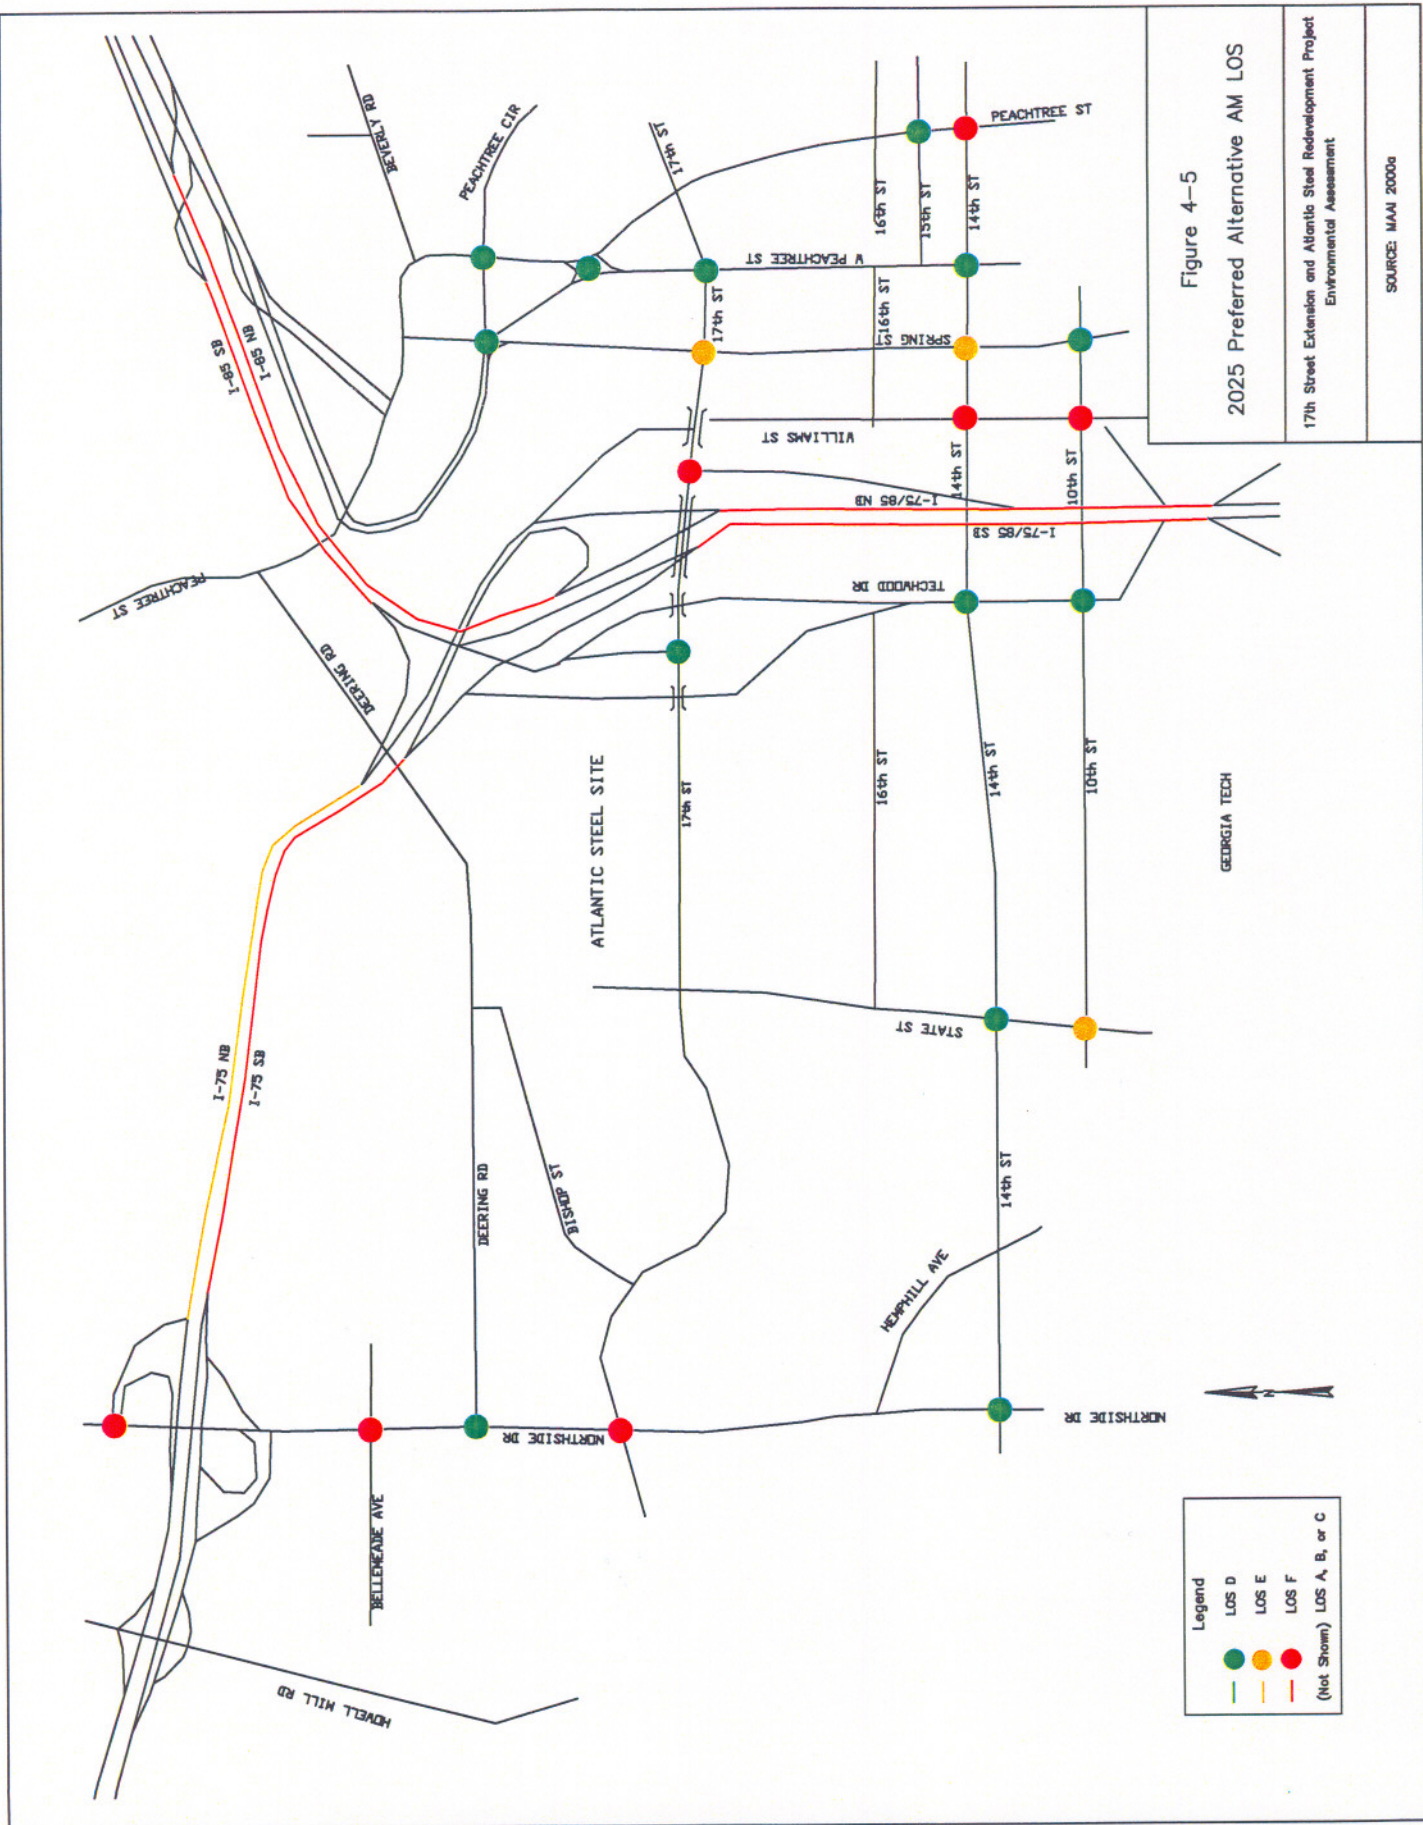 I-85 SB
I-85 NB
BEVERLY RD
PEACHTREE CIR
PEACHTREE ST
DEERING RD
17th ST
17th ST
W PEACHTREE ST
16th ST
15th ST
14th ST
PEACHTREE ST
16th ST
SPRING ST
WILLIAMS ST
14th ST
10th ST
I-75/85 NB
I-75/85 SB
TECHWOOD DR
I-75 NB
I-75 SB
ATLANTIC STEEL SITE
17th ST
16th ST
14th ST
10th ST
GEORGIA TECH
STATE ST
DEERING RD
BISHOP ST
14th ST
HEMPHILL AVE
NORTHSIDE DR
NORTHSIDE DR
BELLEMEADE AVE
HOWELL MILL RD
N
Legend
LOS D
LOS E
LOS F
(Not Shown) LOS A, B, or C
Figure 4-5
2025 Preferred Alternative AM LOS
17th Street Extension and Atlantic Steel Redevelopment Project
Environmental Assessment
SOURCE: MAAI 2000a